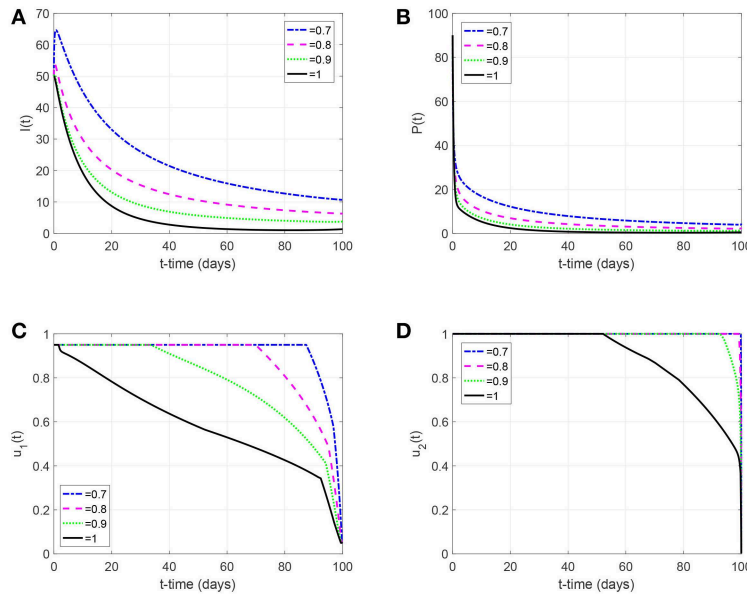 A
70
60
50
40
30
20
10
0
I(t)
=0.7
=0.8
=0.9
=1
0 20 40 60 80 100
t-time (days)
B
100
80
60
40
20
0
P(t)
=0.7
=0.8
=0.9
=1
0 20 40 60 80 100
t-time (days)
C
1
0.8
0.6
0.4
0.2
0
u1(t)
=0.7
=0.8
=0.9
=1
0 20 40 60 80 100
t-time (days)
D
1
0.8
0.6
0.4
0.2
0
u2(t)
=0.7
=0.8
=0.9
=1
0 20 40 60 80 100
t-time (days)